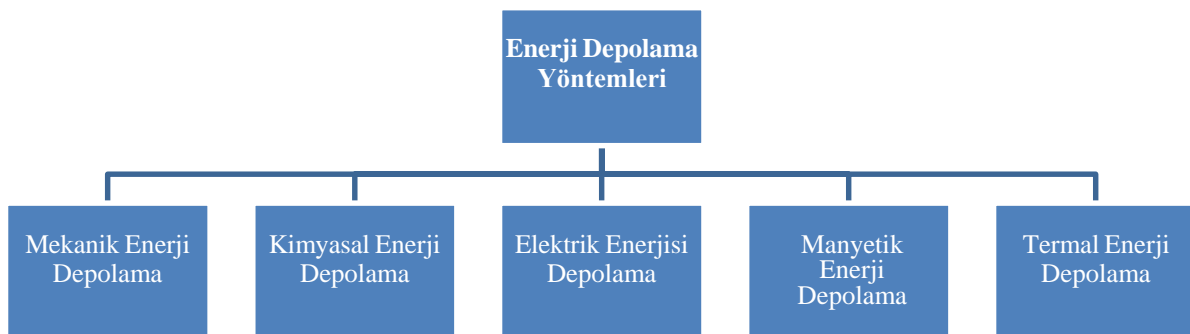 Enerji Depolama
Yöntemleri
Mekanik Enerji
Depolama
Kimyasal Enerji
Depolama
Elektrik Enerjisi
Depolama
Manyetik
Enerji
Depolama
Termal Enerji
Depolama